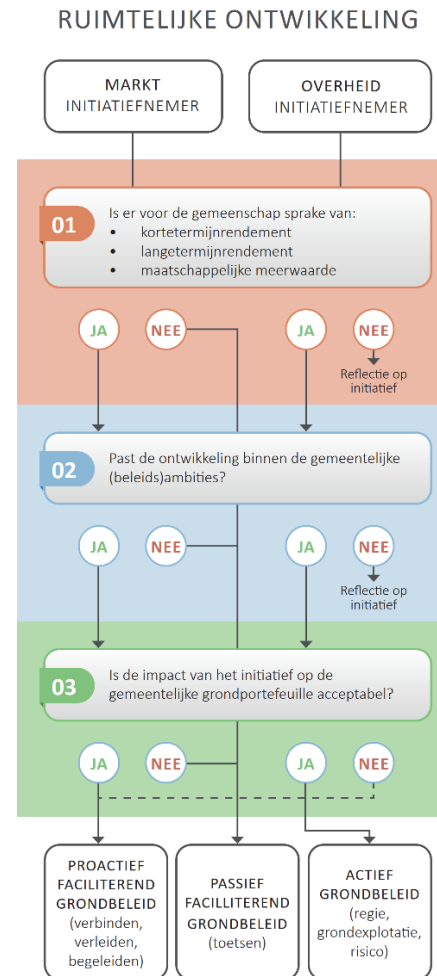 RUIMTELIJKE ONTWIKKELING
MARKT
INITIATIEFNEMER
OVERHEID
INITIATIEFNEMER
01
Is er voor de gemeenschap sprake van:
• kortetermijnrendement
• langetermijnrendement
• maatschappelijke meerwaarde
JA
NEE
JA
NEE
Reflectie op
initiatief
02
Past de ontwikkeling binnen de gemeentelijke
(beleids)ambities?
JA
NEE
JA
NEE
Reflectie op
initiatief
03
Is de impact van het initiatief op de
gemeentelijke grondportefeuille acceptabel?
JA
NEE
JA
NEE
PROACTIEF
FACILITEREND
GRONDBELEID
(verbinden,
verleiden,
begeleiden)
PASSIEF
FACILLITEREND
GRONDBELEID
(toetsen)
ACTIEF
GRONDBELEID
(regie,
grondexplotatie,
risico)